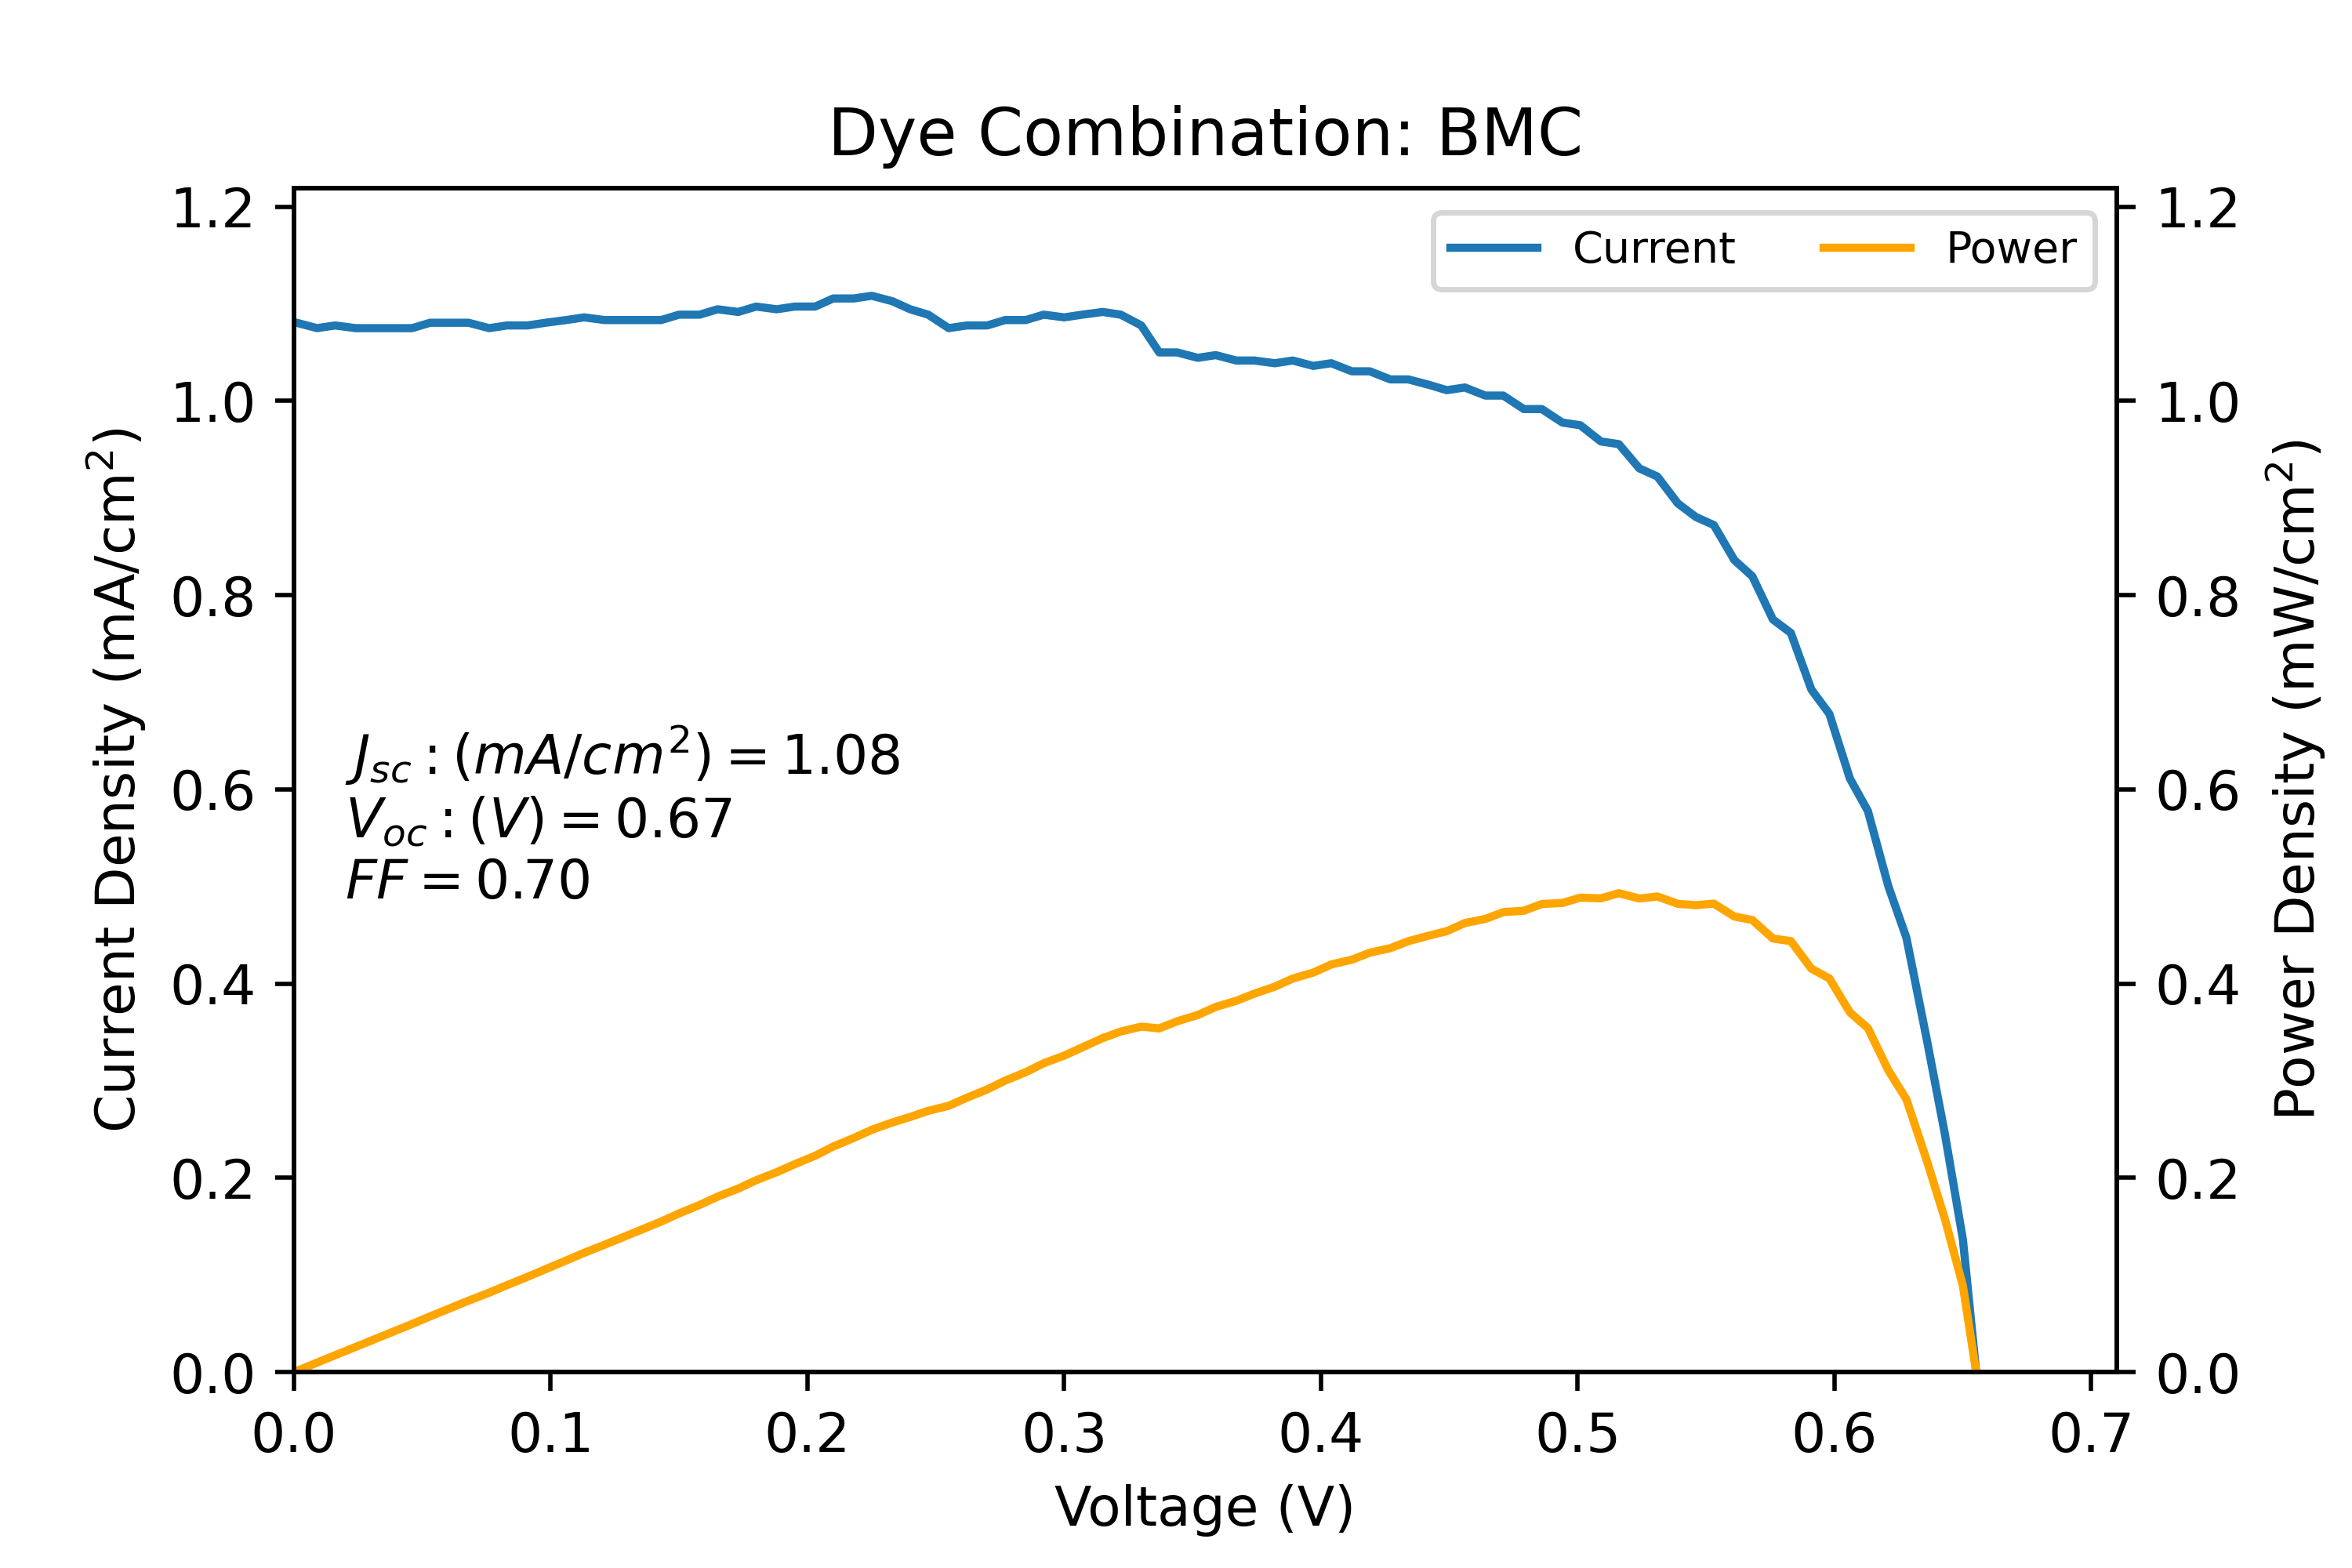 Dye Combination: BMC
Current Power
1.2
1.0
0.8
0.6
0.4
0.2
0.0
Current Density (mA/cm²)
J_sc : (mA/cm²) = 1.08
V_oc : (V) = 0.67
FF = 0.70
1.2
1.0
0.8
0.6
0.4
0.2
0.0
Power Density (mW/cm²)
0.0 0.1 0.2 0.3 0.4 0.5 0.6 0.7
Voltage (V)